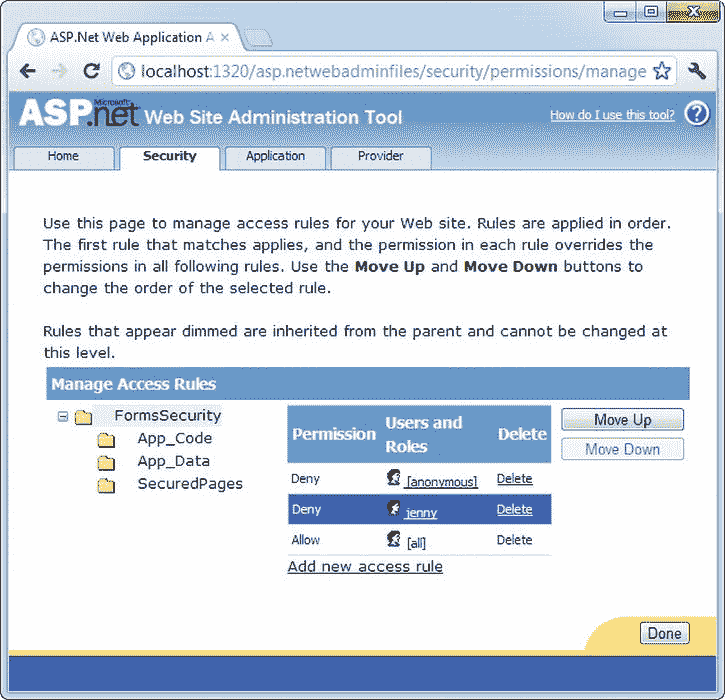 ASP.Net Web Application A
localhost:1320/asp.netwebadminfiles/security/permissions/manage
Microsoft
ASP.net Web Site Administration Tool
How do I use this tool? ?
Home Security Application Provider
Use this page to manage access rules for your Web site. Rules are applied in order.
The first rule that matches applies, and the permission in each rule overrides the
permissions in all following rules. Use the Move Up and Move Down buttons to
change the order of the selected rule.
Rules that appear dimmed are inherited from the parent and cannot be changed at
this level.
Manage Access Rules
FormsSecurity
App_Code
App_Data
SecuredPages
Permission Users and Roles Delete
Deny [anonymous] Delete
Deny jenny Delete
Allow [all] Delete
Add new access rule
Move Up
Move Down
Done